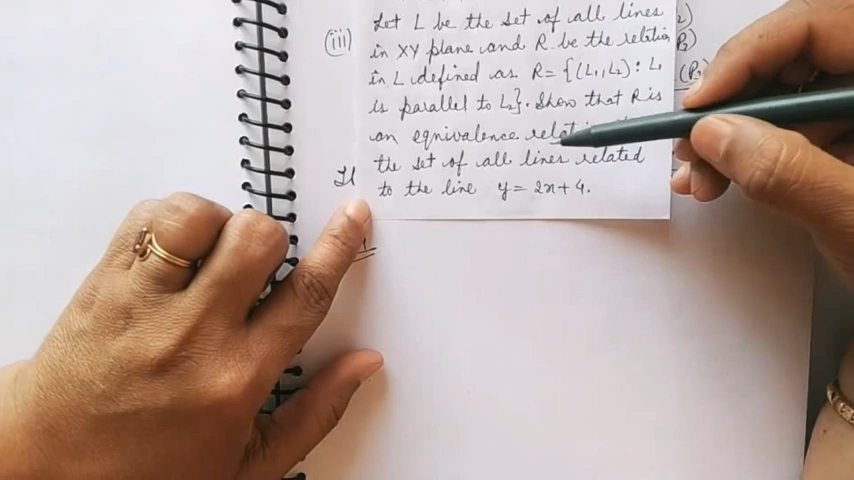 (iii) Let L be the set of all lines
in XY plane and R be the relation
in L defined as R = {(L₁, L₂) : L₁
is parallel to L₂}. Show that R is
an equivalence
the set of all lines related
to the line y = 2x + 4.